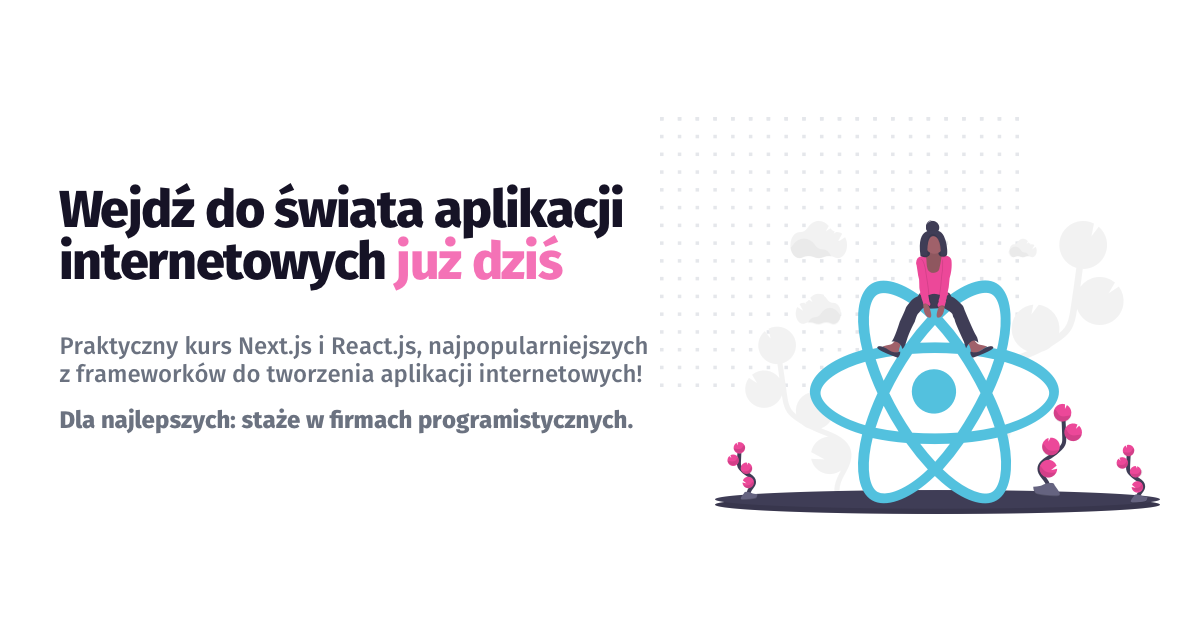 Wejdź do świata aplikacji
internetowych już dziś
Praktyczny kurs Next.js i React.js, najpopularniejszych
z frameworków do tworzenia aplikacji internetowych!
Dla najlepszych: staże w firmach programistycznych.